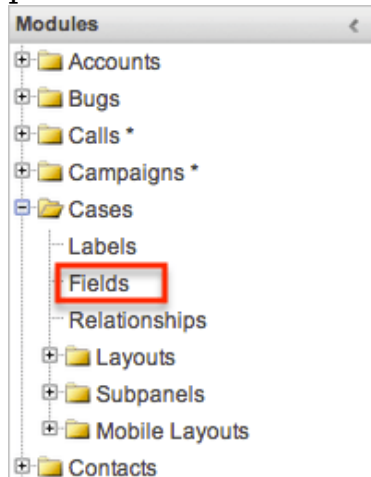 Modules
Accounts
Bugs
Calls *
Campaigns *
Cases
Labels
Fields
Relationships
Layouts
Subpanels
Mobile Layouts
Contacts